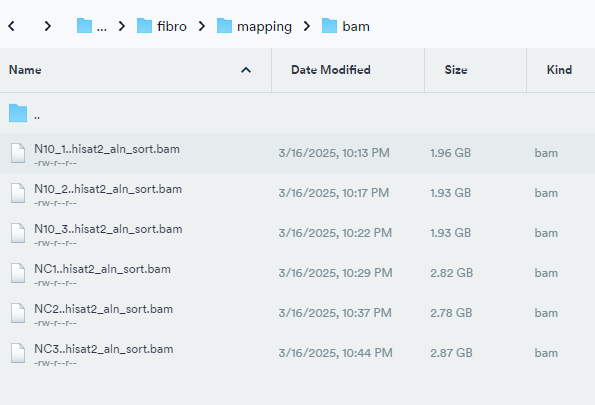 ... fibro mapping bam
Name Date Modified Size Kind
..
N10_1..hisat2_aln_sort.bam 3/16/2025, 10:13 PM 1.96 GB bam
-rw-r--r--
N10_2..hisat2_aln_sort.bam 3/16/2025, 10:17 PM 1.93 GB bam
-rw-r--r--
N10_3..hisat2_aln_sort.bam 3/16/2025, 10:22 PM 1.93 GB bam
-rw-r--r--
NC1..hisat2_aln_sort.bam 3/16/2025, 10:29 PM 2.82 GB bam
-rw-r--r--
NC2..hisat2_aln_sort.bam 3/16/2025, 10:37 PM 2.78 GB bam
-rw-r--r--
NC3..hisat2_aln_sort.bam 3/16/2025, 10:44 PM 2.87 GB bam
-rw-r--r--